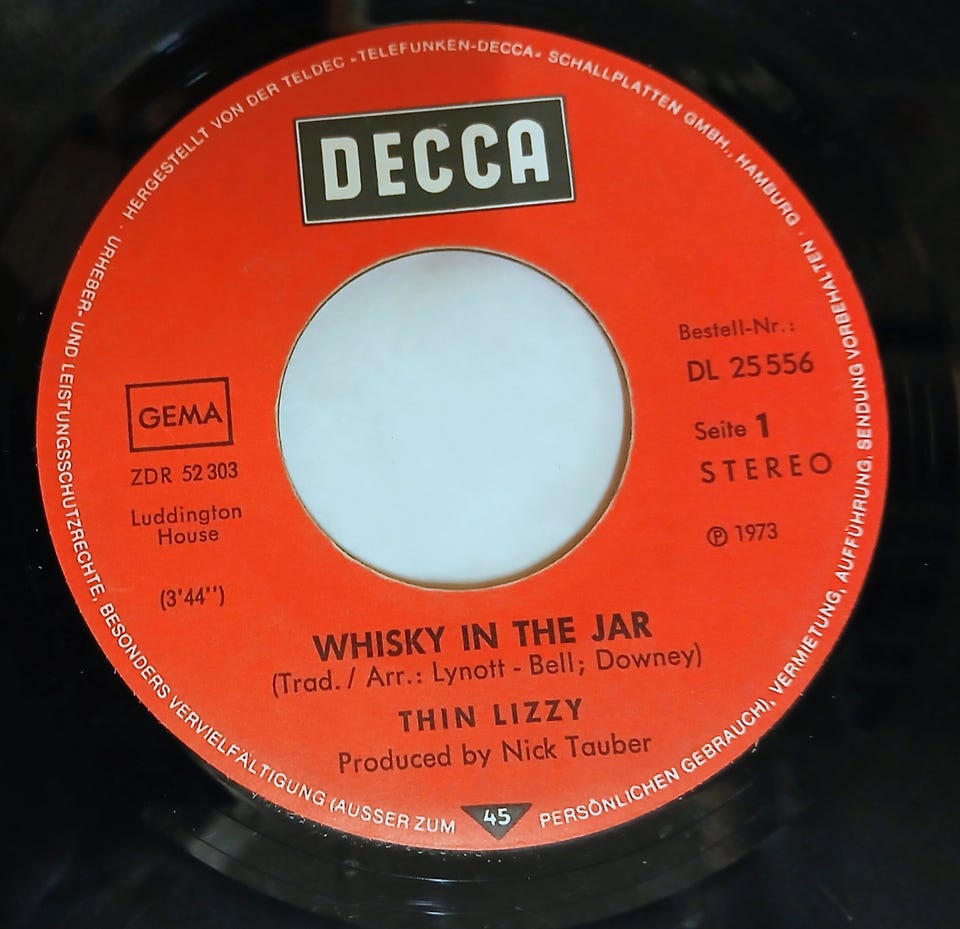 HERGESTELLT VON DER TELDEC »TELEFUNKEN-DECCA« SCHALLPLATTEN GMBH., HAMBURG · URHEBER- UND LEISTUNGSSCHUTZRECHTE, BESONDERS VERVIELFÄLTIGUNG (AUSSER ZUM PERSÖNLICHEN GEBRAUCH), VERMIETUNG, AUFFÜHRUNG, SENDUNG VORBEHALTEN ·
DECCA
GEMA
ZDR 52 303
Luddington
House
(3'44'')
Bestell-Nr.:
DL 25 556
Seite 1
STEREO
℗ 1973
WHISKY IN THE JAR
(Trad. / Arr.: Lynott - Bell; Downey)
THIN LIZZY
Produced by Nick Tauber
45